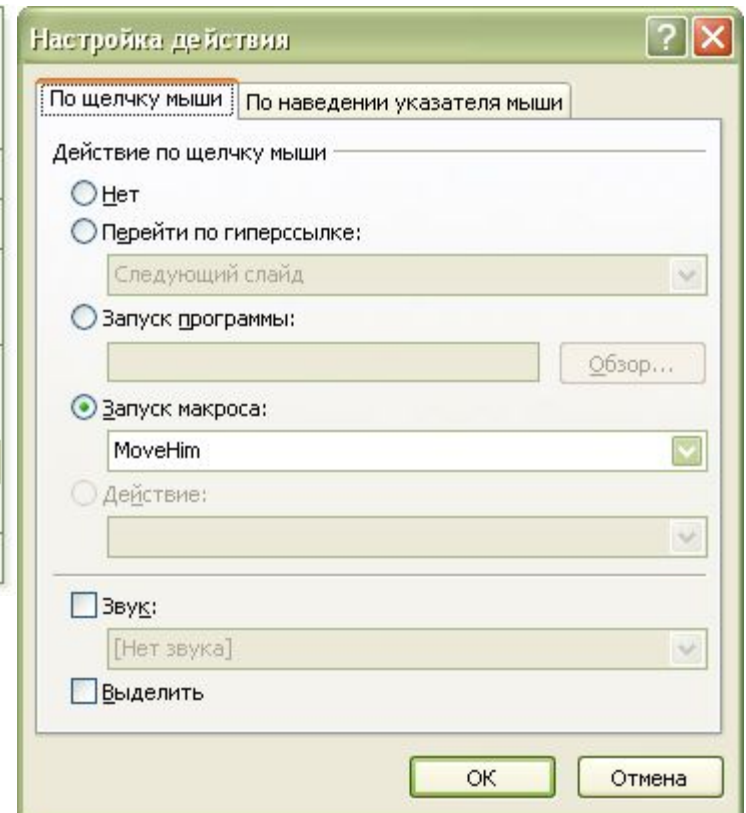 Настройка действия
По щелчку мыши
По наведении указателя мыши
Действие по щелчку мыши
Нет
Перейти по гиперссылке:
Следующий слайд
Запуск программы:
Обзор...
Запуск макроса:
MoveHim
Действие:
Звук:
[Нет звука]
Выделить
ОК
Отмена